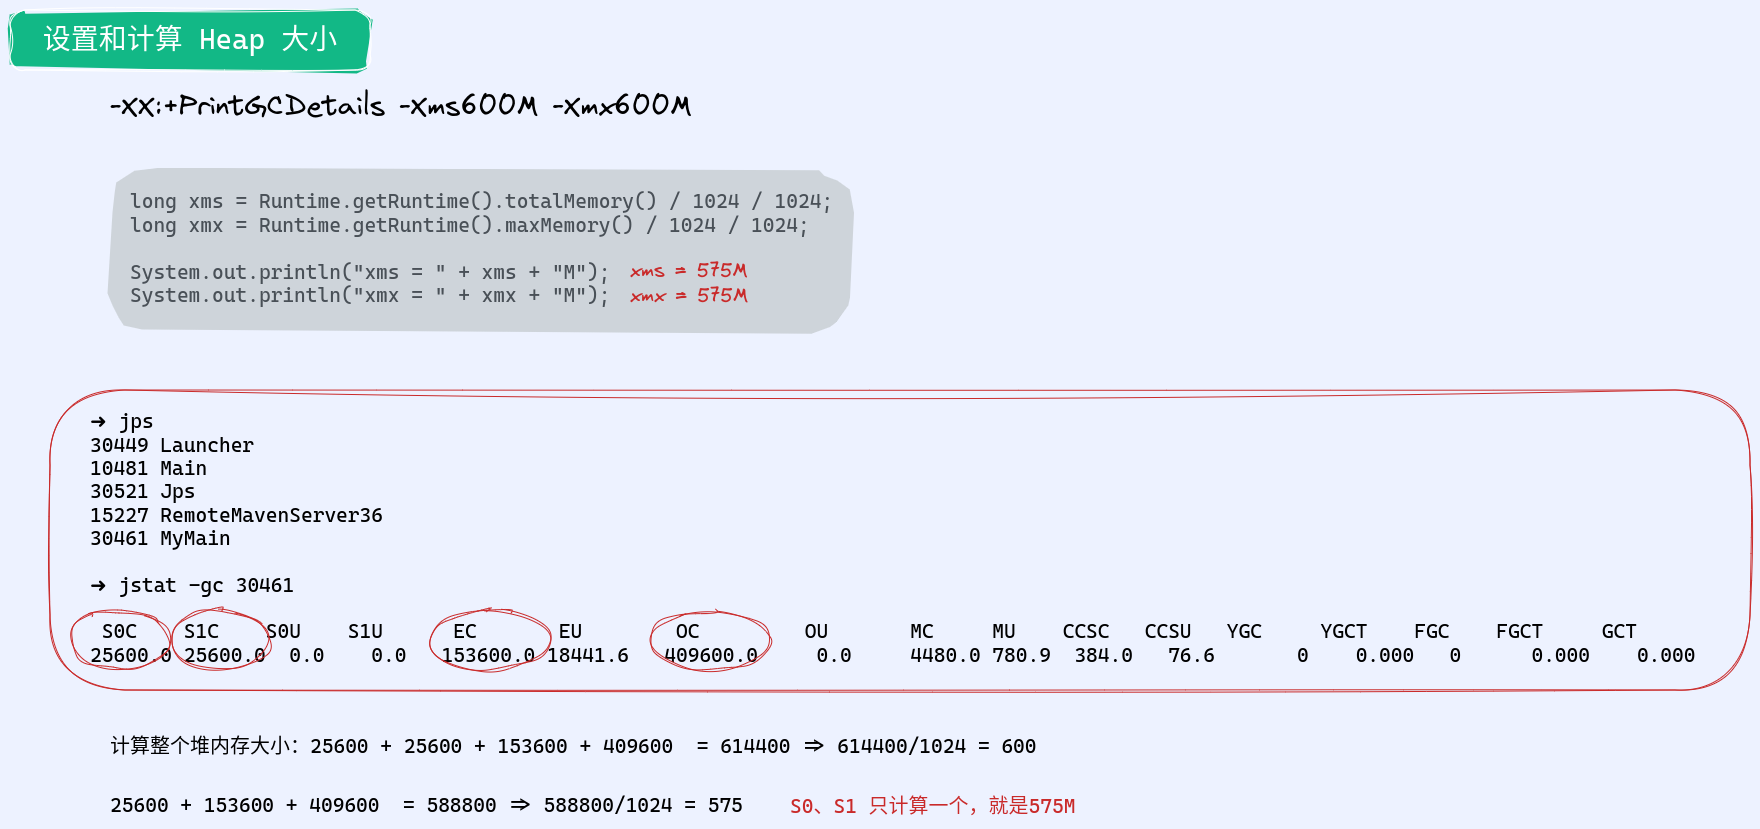 设置和计算 Heap 大小
-XX:+PrintGCDetails -Xms600M -Xmx600M
long xms = Runtime.getRuntime().totalMemory() / 1024 / 1024;
long xmx = Runtime.getRuntime().maxMemory() / 1024 / 1024;
System.out.println("xms = " + xms + "M"); xms = 575M
System.out.println("xmx = " + xmx + "M"); xmx = 575M
➜ jps
30449 Launcher
10481 Main
30521 Jps
15227 RemoteMavenServer36
30461 MyMain
➜ jstat -gc 30461
S0C S1C S0U S1U EC EU OC OU MC MU CCSC CCSU YGC YGCT FGC FGCT GCT
25600.0 25600.0 0.0 0.0 153600.0 18441.6 409600.0 0.0 4480.0 780.9 384.0 76.6 0 0.000 0 0.000 0.000
计算整个堆内存大小：25600 + 25600 + 153600 + 409600 = 614400 => 614400/1024 = 600
25600 + 153600 + 409600 = 588800 => 588800/1024 = 575 S0、S1 只计算一个，就是575M